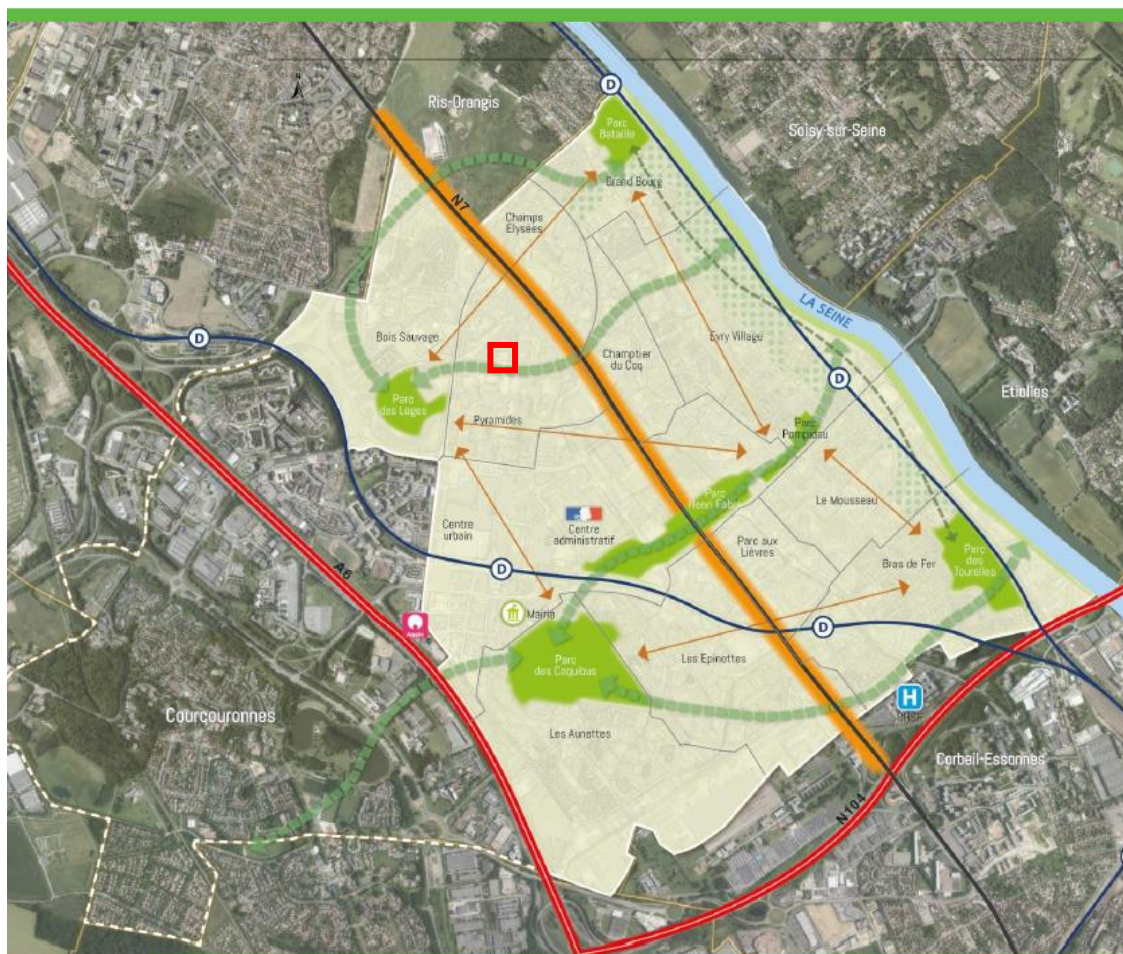 D
Ris-Orangis
Parc
Bataille
Soisy-sur-Seine
N7
Grand Bourg
Champs
Elysées
LA SEINE
D
Bois Sauvage
Evry Village
Champtier
du Coq
D
Etiolles
Parc
des Loges
Pyramides
Parc
Pompidou
Le Mousseau
Parc
Henri Fabre
Centre
urbain
Centre
administratif
Parc aux
Lièvres
Parc
des
Tourelles
Bras de Fer
D
A6
Mairie
Agora
D
Parc
des Coquibus
Les Epinettes
H
Courcouronnes
Les Aunettes
Corbeil-Essonnes
N104